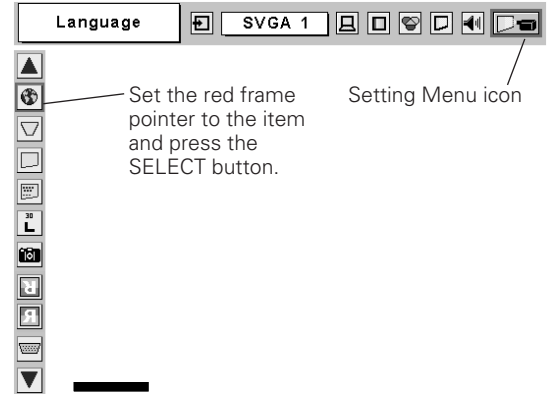 Language
SVGA 1
Set the red frame
pointer to the item
and press the
SELECT button.
Setting Menu icon
30
L